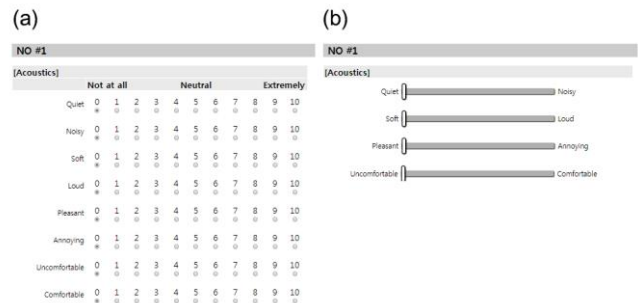 (a)
NO #1
[Acoustics]
Not at all Neutral Extremely
Quiet 0 1 2 3 4 5 6 7 8 9 10
Noisy 0 1 2 3 4 5 6 7 8 9 10
Soft 0 1 2 3 4 5 6 7 8 9 10
Loud 0 1 2 3 4 5 6 7 8 9 10
Pleasant 0 1 2 3 4 5 6 7 8 9 10
Annoying 0 1 2 3 4 5 6 7 8 9 10
Uncomfortable 0 1 2 3 4 5 6 7 8 9 10
Comfortable 0 1 2 3 4 5 6 7 8 9 10
(b)
NO #1
[Acoustics]
Quiet Noisy
Soft Loud
Pleasant Annoying
Uncomfortable Comfortable